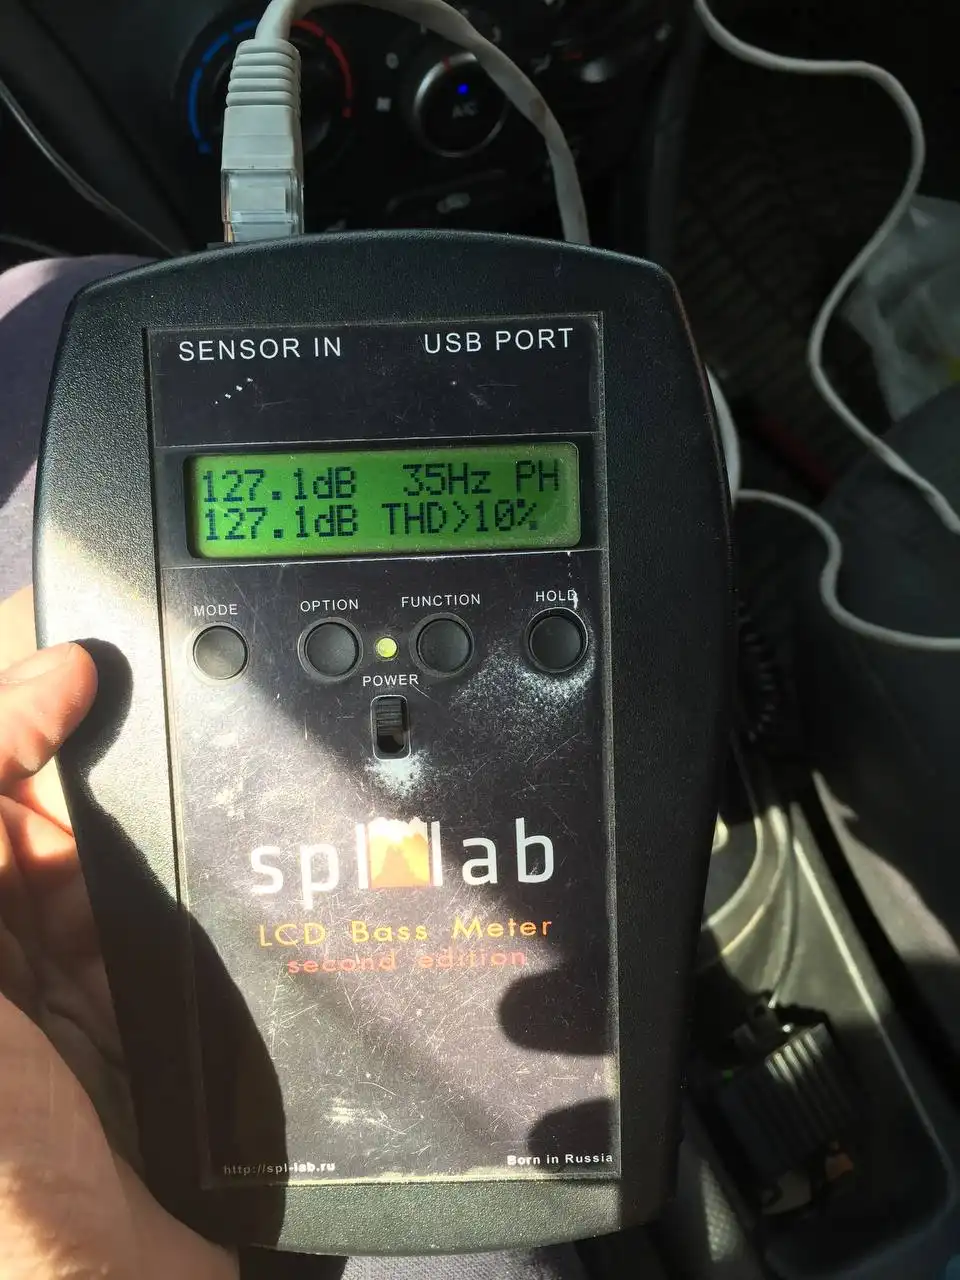 A/C
SENSOR IN USB PORT
127.1dB 35Hz PH
127.1dB THD>10%
MODE OPTION FUNCTION HOLD
POWER
spl lab
LCD Bass Meter
second edition
http://spl-lab.ru Born in Russia